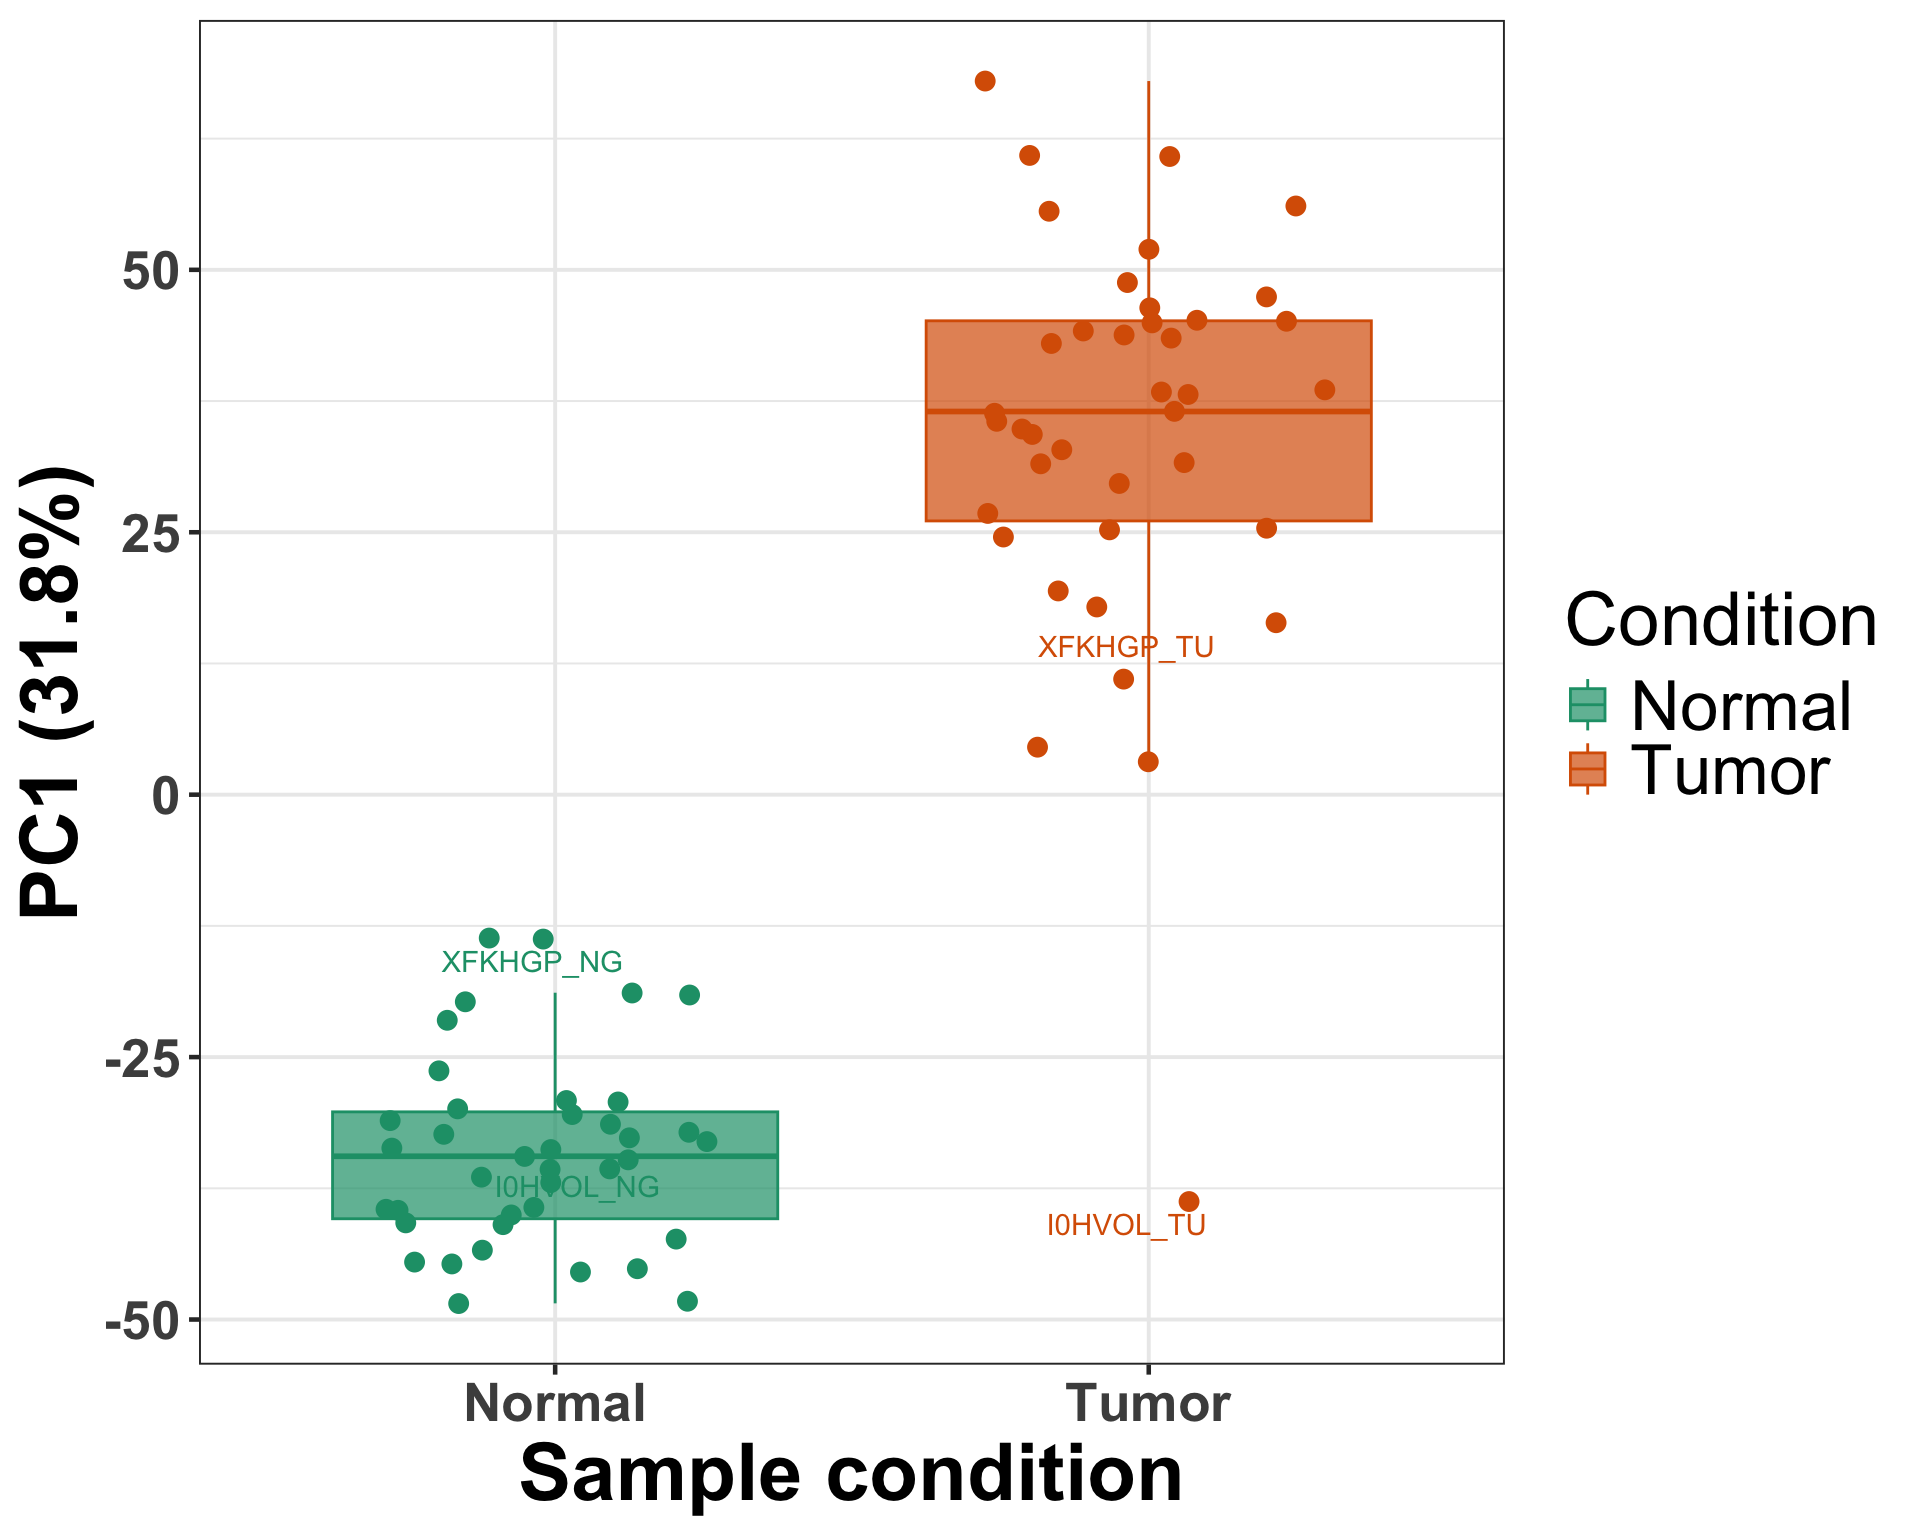 PC1 (31.8%)
50
25
0
-25
-50
XFKHGP_TU
XFKHGP_NG
I0HVOL_NG
I0HVOL_TU
Normal
Tumor
Sample condition
Condition
Normal
Tumor